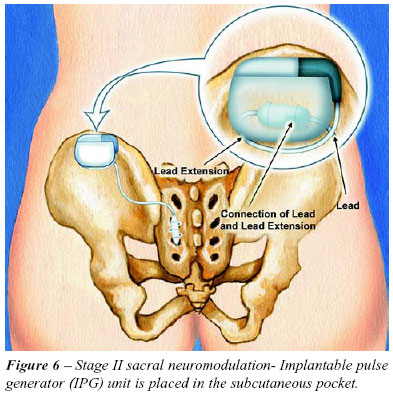 Lead Extension
Connection of Lead
and Lead Extension
Lead
Figure 6 – Stage II sacral neuromodulation- Implantable pulse
generator (IPG) unit is placed in the subcutaneous pocket.